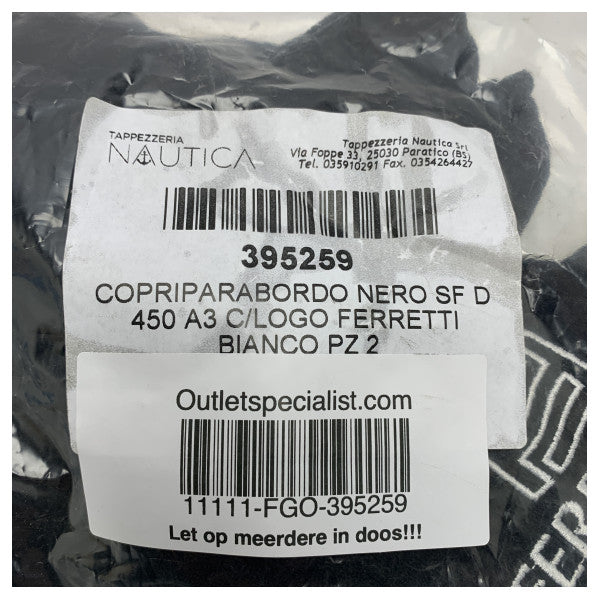 TAPPEZZERIA
NAUTICA
Tappezzeria Nautica Srl
Via Foppe 33, 25030 Paratico (BS)
Tel. 035910291 Fax. 0354264427
395259
COPRIPARABORDO NERO SF D
450 A3 C/LOGO FERRETTI
BIANCO PZ 2
Outletspecialist.com
11111-FGO-395259
Let op meerdere in doos!!!
FER